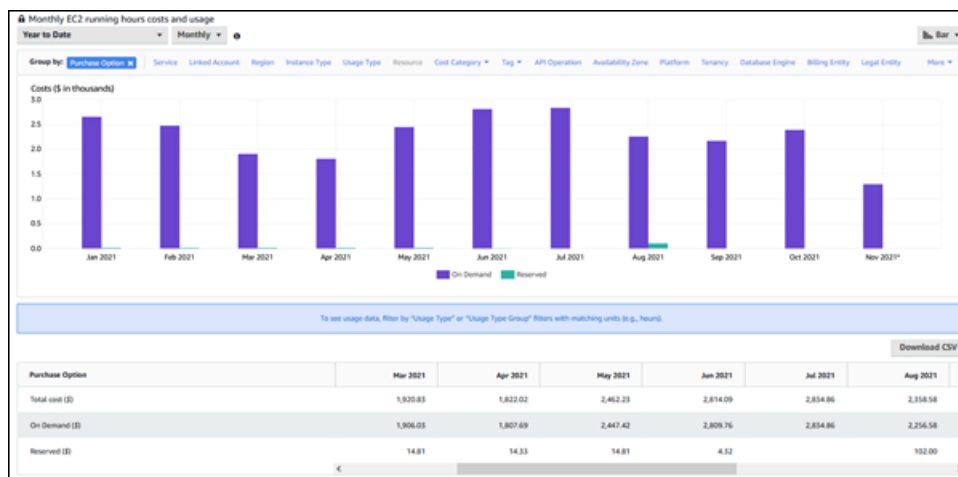 Monthly EC2 running hours costs and usage
Year to Date Monthly Bar
Group by: Purchase Option × Service Linked Account Region Instance Type Usage Type Resource Cost Category Tag API Operation Availability Zone Platform Tenancy Database Engine Billing Entity Legal Entity More
Costs ($ in thousands)
3.0
2.5
2.0
1.5
1.0
0.5
0.0
Jan 2021 Feb 2021 Mar 2021 Apr 2021 May 2021 Jun 2021 Jul 2021 Aug 2021 Sep 2021 Oct 2021 Nov 2021*
On Demand Reserved
To see usage data, filter by "Usage Type" or "Usage Type Group" filters with matching units (e.g., hours).
Download CSV
Purchase Option Mar 2021 Apr 2021 May 2021 Jun 2021 Jul 2021 Aug 2021
Total cost ($) 1,920.83 1,822.02 2,462.23 2,814.09 2,834.86 2,358.58
On Demand ($) 1,906.03 1,807.69 2,447.42 2,809.76 2,834.86 2,256.58
Reserved ($) 14.81 14.33 14.81 4.32 102.00